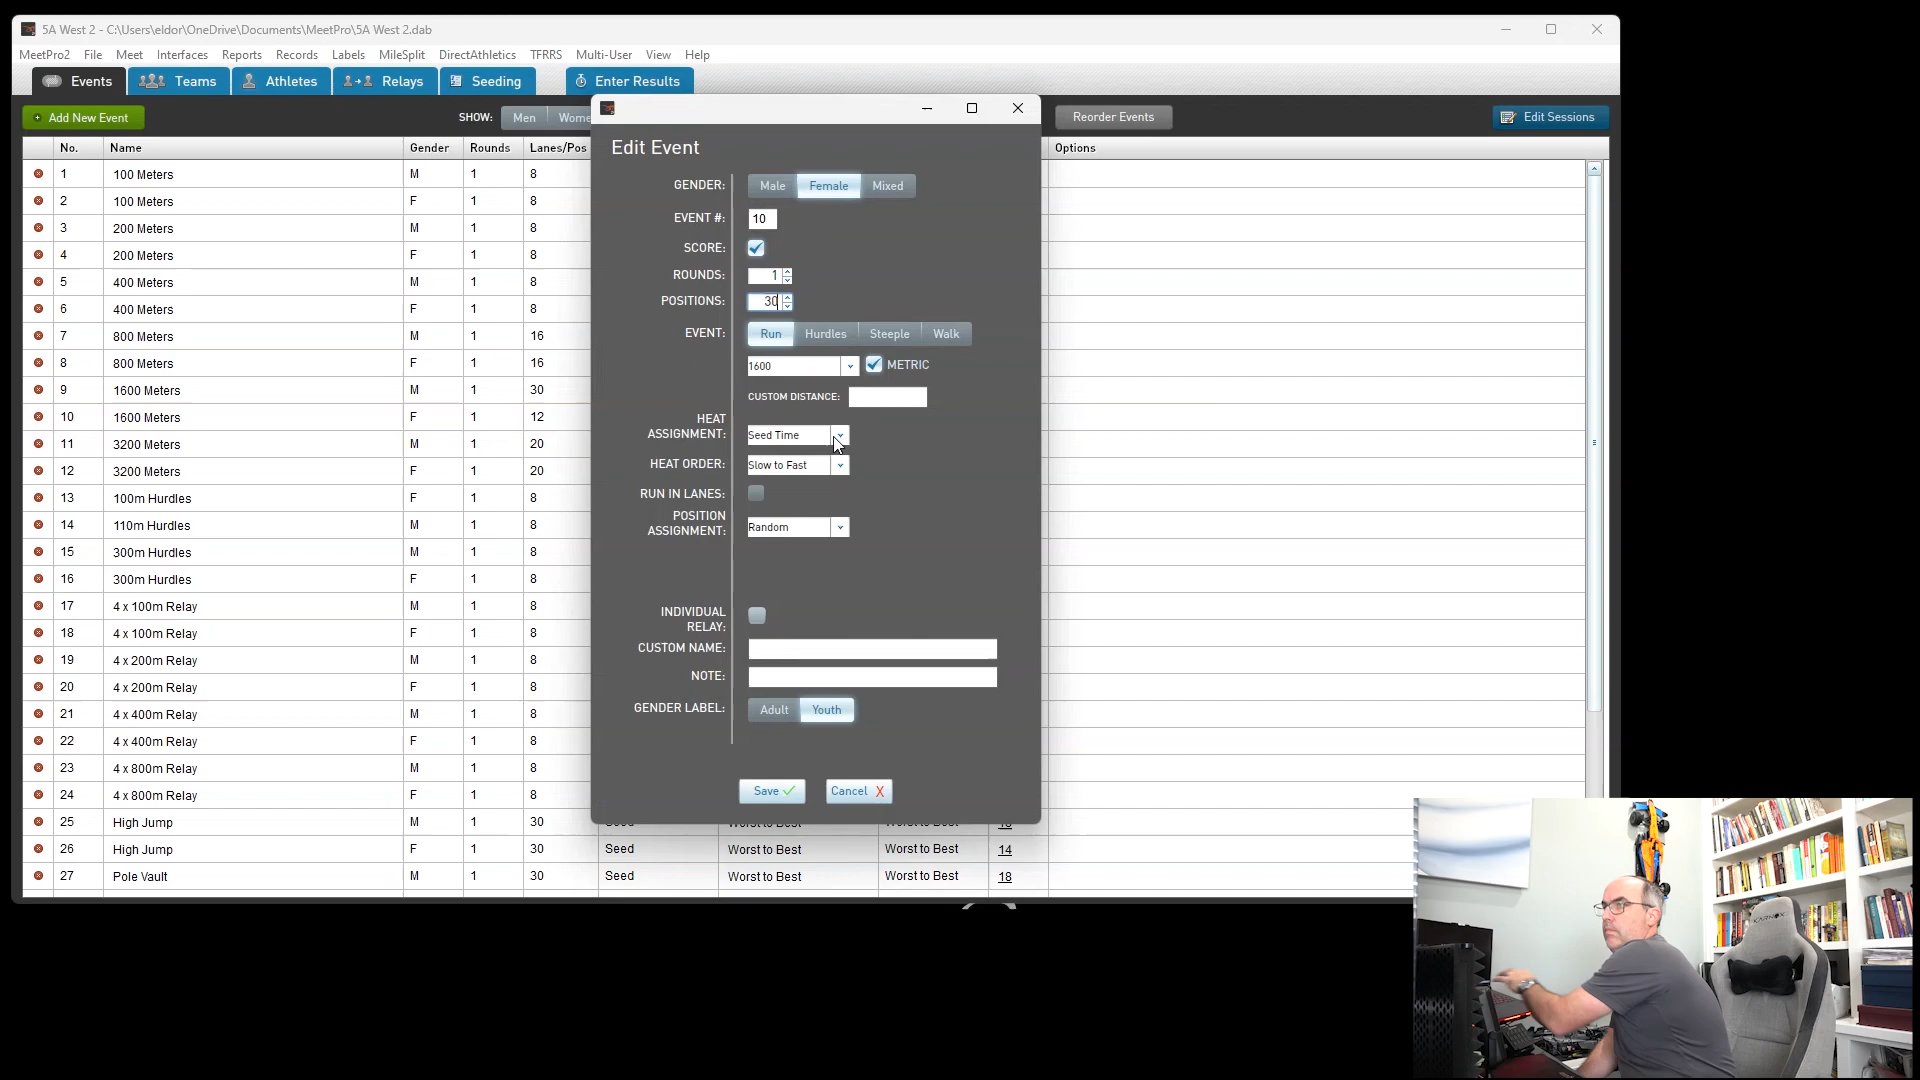 5A West 2 - C:\Users\eldor\OneDrive\Documents\MeetPro\5A West 2.dab
MeetPro2 File Meet Interfaces Reports Records Labels MileSplit DirectAthletics TFRRS Multi-User View Help
Events Teams Athletes Relays Seeding Enter Results
+ Add New Event SHOW: Men Reorder Events Edit Sessions
No. Name Gender Rounds Lanes/Pos Options
1 100 Meters M 1 8
2 100 Meters F 1 8
3 200 Meters M 1 8
4 200 Meters F 1 8
5 400 Meters M 1 8
6 400 Meters F 1 8
7 800 Meters M 1 16
8 800 Meters F 1 16
9 1600 Meters M 1 30
10 1600 Meters F 1 12
11 3200 Meters M 1 20
12 3200 Meters F 1 20
13 100m Hurdles F 1 8
14 110m Hurdles M 1 8
15 300m Hurdles M 1 8
16 300m Hurdles F 1 8
17 4 x 100m Relay M 1 8
18 4 x 100m Relay F 1 8
19 4 x 200m Relay M 1 8
20 4 x 200m Relay F 1 8
21 4 x 400m Relay M 1 8
22 4 x 400m Relay F 1 8
23 4 x 800m Relay M 1 8
24 4 x 800m Relay F 1 8
25 High Jump M 1 30
26 High Jump F 1 30 Seed Worst to Best Worst to Best 14
27 Pole Vault M 1 30 Seed Worst to Best Worst to Best 18
Edit Event
GENDER: Male Female Mixed
EVENT #: 10
SCORE:
ROUNDS: 1
POSITIONS: 30
EVENT: Run Hurdles Steeple Walk
1600 METRIC
CUSTOM DISTANCE:
HEAT
ASSIGNMENT: Seed Time
HEAT ORDER: Slow to Fast
RUN IN LANES:
POSITION
ASSIGNMENT: Random
INDIVIDUAL
RELAY:
CUSTOM NAME:
NOTE:
GENDER LABEL: Adult Youth
Save Cancel X